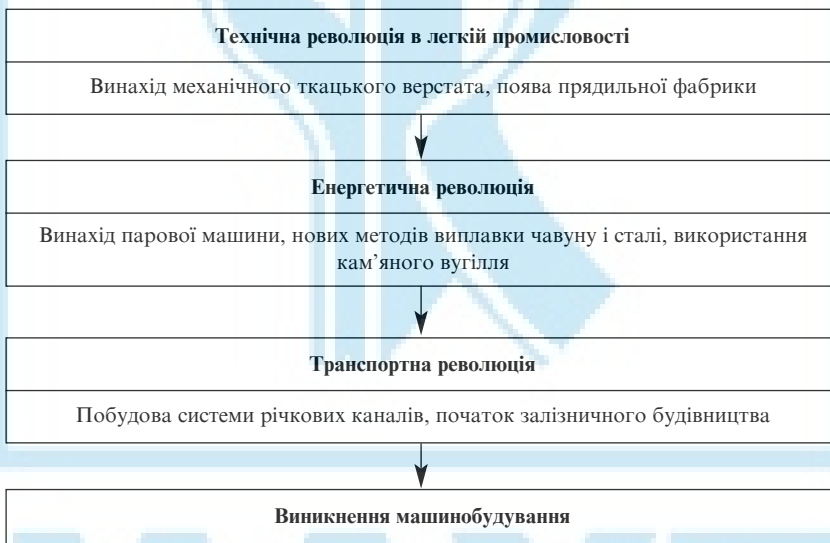 Технічна революція в легкій промисловості
Винахід механічного ткацького верстата, поява прядильної фабрики
Енергетична революція
Винахід парової машини, нових методів виплавки чавуну і сталі, використання
кам’яного вугілля
Транспортна революція
Побудова системи річкових каналів, початок залізничного будівництва
Виникнення машинобудування